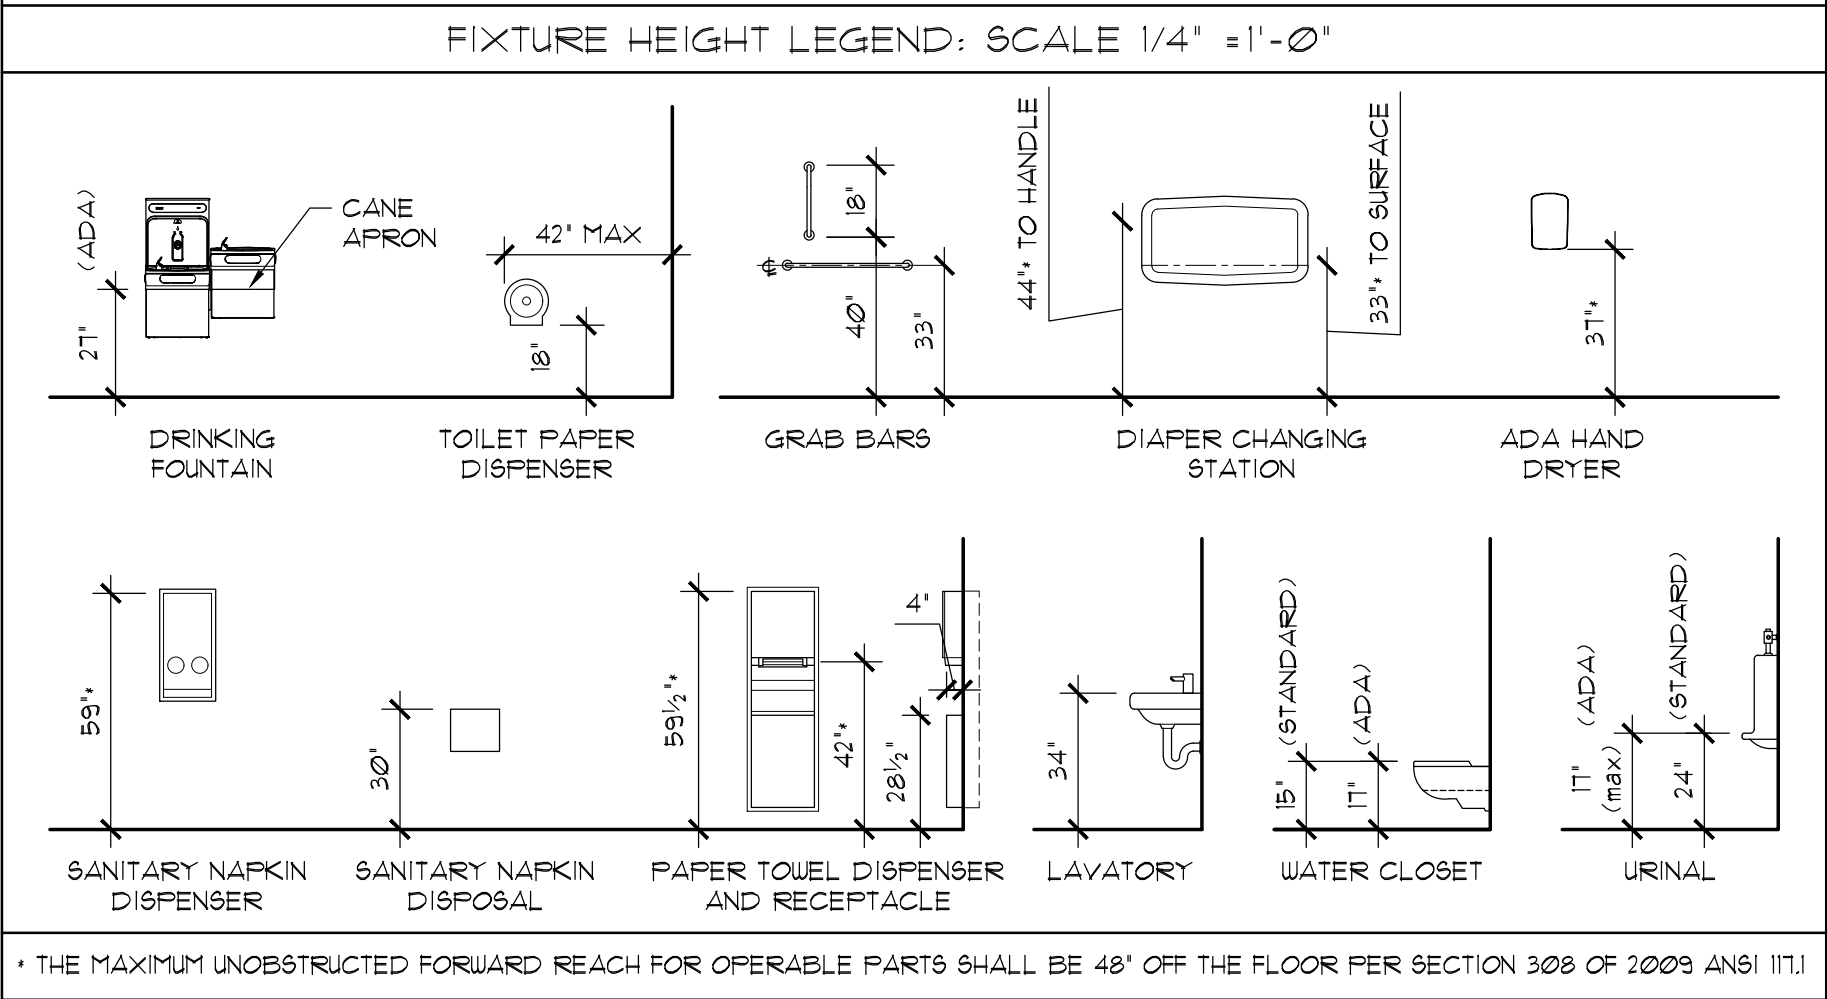 FIXTURE HEIGHT LEGEND: SCALE 1/4" =1'-0"
27" (ADA)
CANE
APRON
42" MAX
18"
18"
40"
33"
44"* TO HANDLE
33"* TO SURFACE
37"*
DRINKING
FOUNTAIN
TOILET PAPER
DISPENSER
GRAB BARS
DIAPER CHANGING
STATION
ADA HAND
DRYER
59"*
30"
59½"*
42"*
28½"
4"
34"
15" (STANDARD)
17" (ADA)
17" (ADA)
(max.)
24" (STANDARD)
SANITARY NAPKIN
DISPENSER
SANITARY NAPKIN
DISPOSAL
PAPER TOWEL DISPENSER
AND RECEPTACLE
LAVATORY
WATER CLOSET
URINAL
* THE MAXIMUM UNOBSTRUCTED FORWARD REACH FOR OPERABLE PARTS SHALL BE 48" OFF THE FLOOR PER SECTION 308 OF 2009 ANSI 117.1